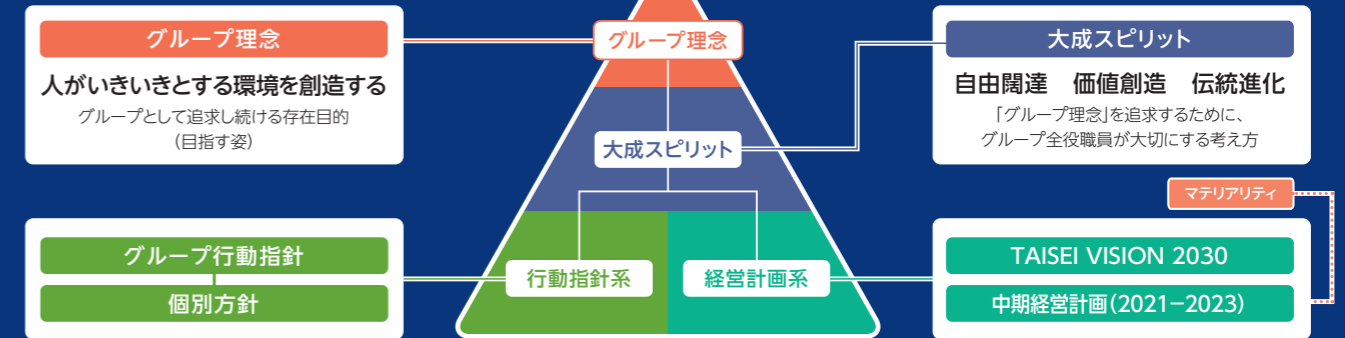 グループ理念
人がいきいきとする環境を創造する
グループとして追求し続ける存在目的
(目指す姿)
グループ行動指針
個別方針
グループ理念
大成スピリット
行動指針系
経営計画系
大成スピリット
自由闊達 価値創造 伝統進化
「グループ理念」を追求するために、
グループ全役職員が大切にする考え方
マテリアリティ
TAISEI VISION 2030
中期経営計画(2021−2023)